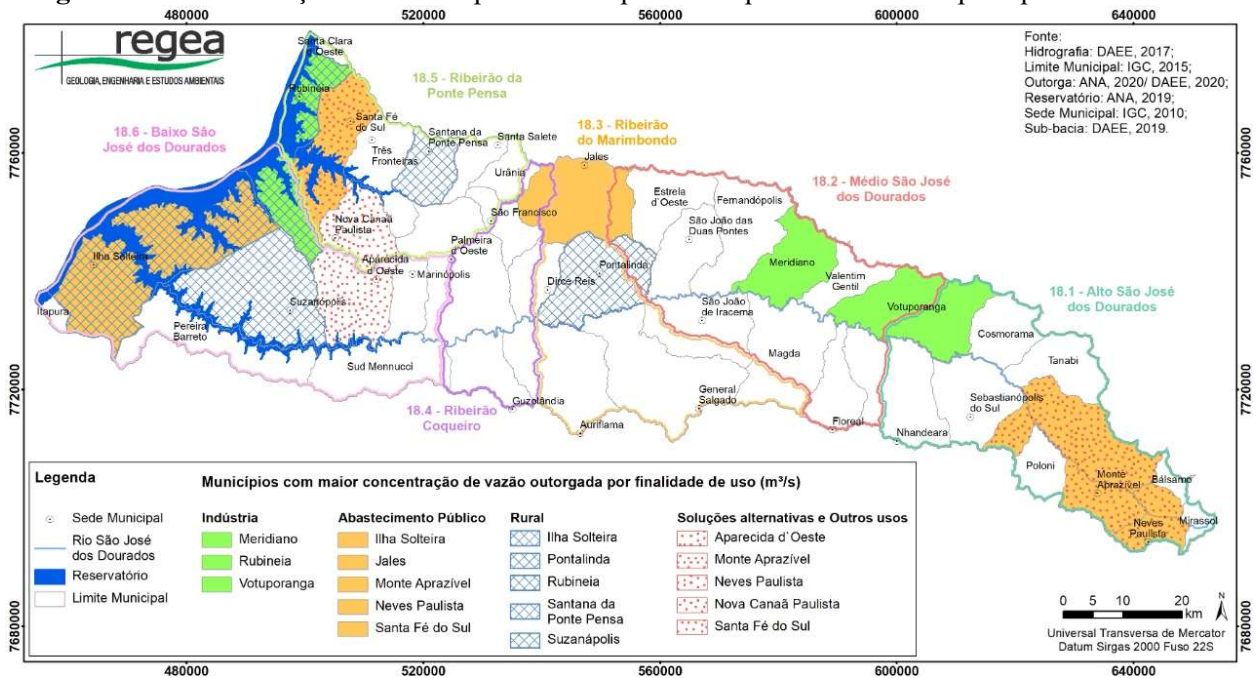 480000
520000
560000
600000
640000
regea
GEOLOGIA, ENGENHARIA E ESTUDOS AMBIENTAIS
Fonte:
Hidrografia: DAEE, 2017;
Limite Municipal: IGC, 2015;
Outorga: ANA, 2020/ DAEE, 2020;
Reservatório: ANA, 2019;
Sede Municipal: IGC, 2010;
Sub-bacia: DAEE, 2019.
7760000
7720000
7680000
7760000
7720000
7680000
18.6 - Baixo São
José dos Dourados
18.5 - Ribeirão da
Ponte Pensa
18.3 - Ribeirão
do Marimbondo
18.2 - Médio São José
dos Dourados
18.1 - Alto São José
dos Dourados
18.4 - Ribeirão
Coqueiro
Santa Clara
d'Oeste
Rubinéia
Santa Fé
do Sul
Três
Fronteiras
Santana da
Ponte Pensa
Santa Salete
Urânia
Jales
São Francisco
Nova Canaã
Paulista
Palmeira
d'Oeste
Aparecida
d'Oeste
Marinópolis
Ilha Solteira
Itapura
Suzanópolis
Pereira
Barreto
Sud Mennucci
Dirce Reis
Pontalinda
Estrela
d'Oeste
Fernandópolis
São João das
Duas Pontes
Meridiano
Valentim
Gentil
Votuporanga
São João
de Iracema
Magda
General
Salgado
Guzolândia
Auriflama
Floreal
Nhandeara
Cosmorama
Tanabi
Sebastianópolis
do Sul
Poloni
Monte
Aprazível
Bálsamo
Neves
Paulista
Mirassol
Legenda
Sede Municipal
Rio São José
dos Dourados
Reservatório
Limite Municipal
Municípios com maior concentração de vazão outorgada por finalidade de uso (m³/s)
Indústria
Meridiano
Rubineia
Votuporanga
Abastecimento Público
Ilha Solteira
Jales
Monte Aprazível
Neves Paulista
Santa Fé do Sul
Rural
Ilha Solteira
Pontalinda
Rubineia
Santana da
Ponte Pensa
Suzanápolis
Soluções alternativas e Outros usos
Aparecida d'Oeste
Monte Aprazível
Neves Paulista
Nova Canaã Paulista
Santa Fé do Sul
0 5 10 20
km
N
Universal Transversa de Mercator
Datum Sirgas 2000 Fuso 22S
480000
520000
560000
600000
640000